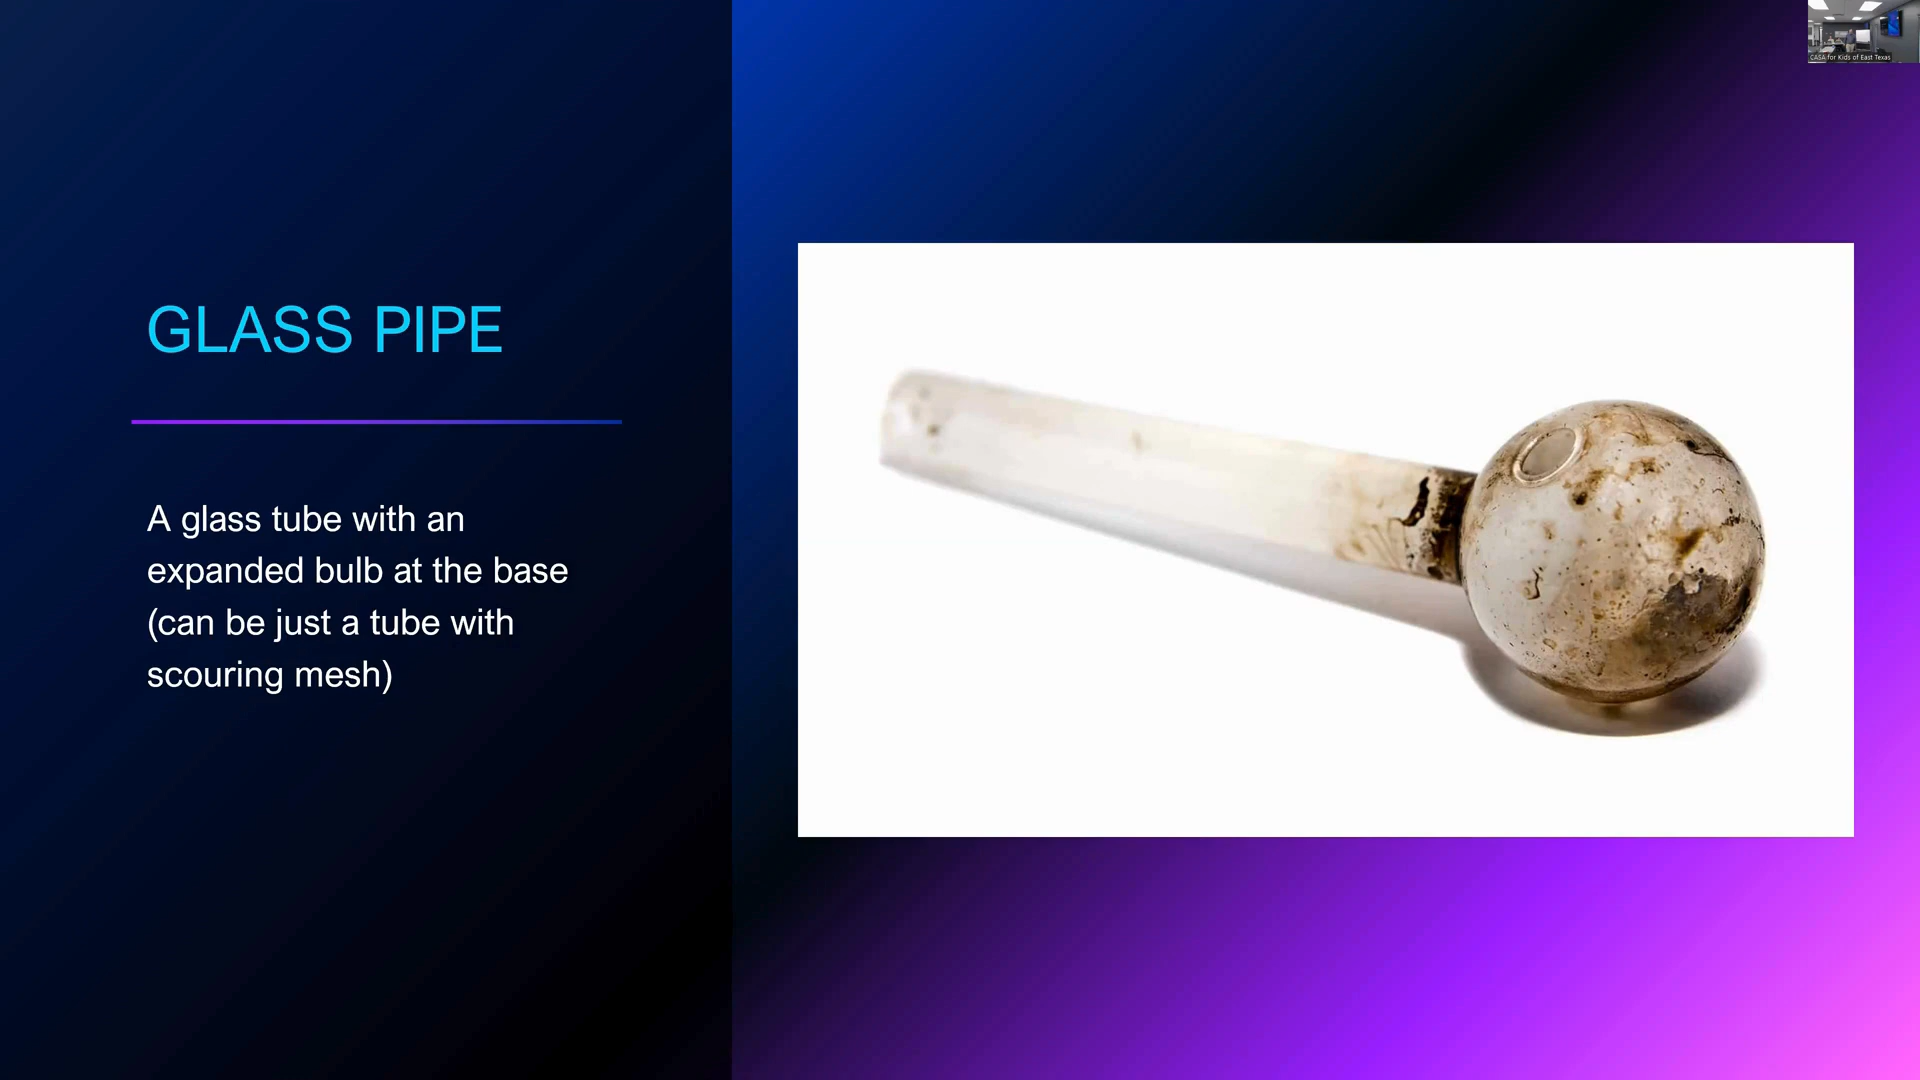 GLASS PIPE
A glass tube with an
expanded bulb at the base
(can be just a tube with
scouring mesh)
CASA for Kids of East Texas